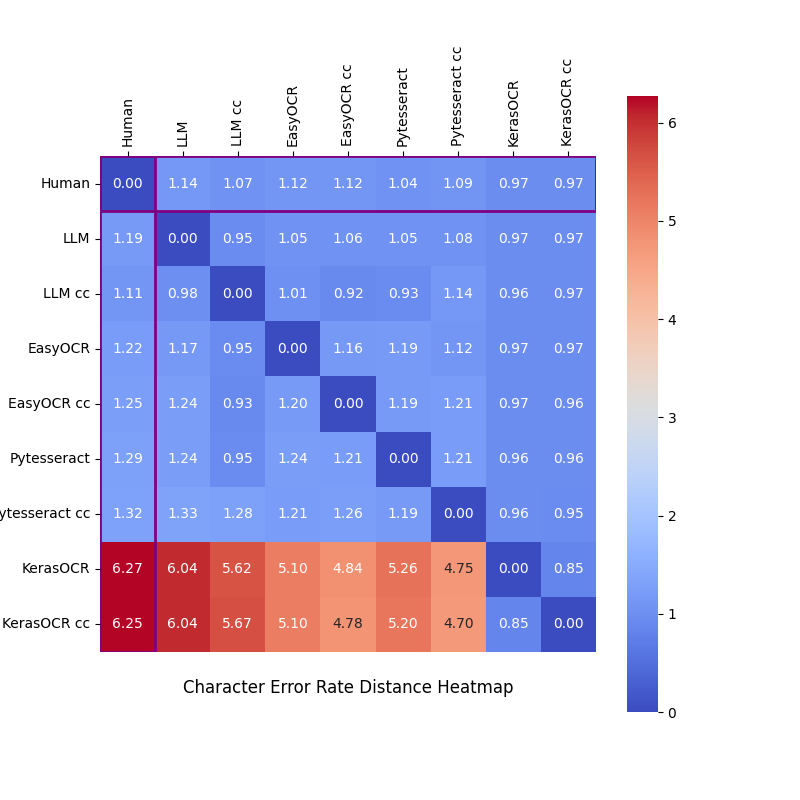 Human LLM LLM cc EasyOCR EasyOCR cc Pytesseract Pytesseract cc KerasOCR KerasOCR cc
Human 0.00 1.14 1.07 1.12 1.12 1.04 1.09 0.97 0.97
LLM 1.19 0.00 0.95 1.05 1.06 1.05 1.08 0.97 0.97
LLM cc 1.11 0.98 0.00 1.01 0.92 0.93 1.14 0.96 0.97
EasyOCR 1.22 1.17 0.95 0.00 1.16 1.19 1.12 0.97 0.97
EasyOCR cc 1.25 1.24 0.93 1.20 0.00 1.19 1.21 0.97 0.96
Pytesseract 1.29 1.24 0.95 1.24 1.21 0.00 1.21 0.96 0.96
ytesseract cc 1.32 1.33 1.28 1.21 1.26 1.19 0.00 0.96 0.95
KerasOCR 6.27 6.04 5.62 5.10 4.84 5.26 4.75 0.00 0.85
KerasOCR cc 6.25 6.04 5.67 5.10 4.78 5.20 4.70 0.85 0.00
Character Error Rate Distance Heatmap
6
5
4
3
2
1
0